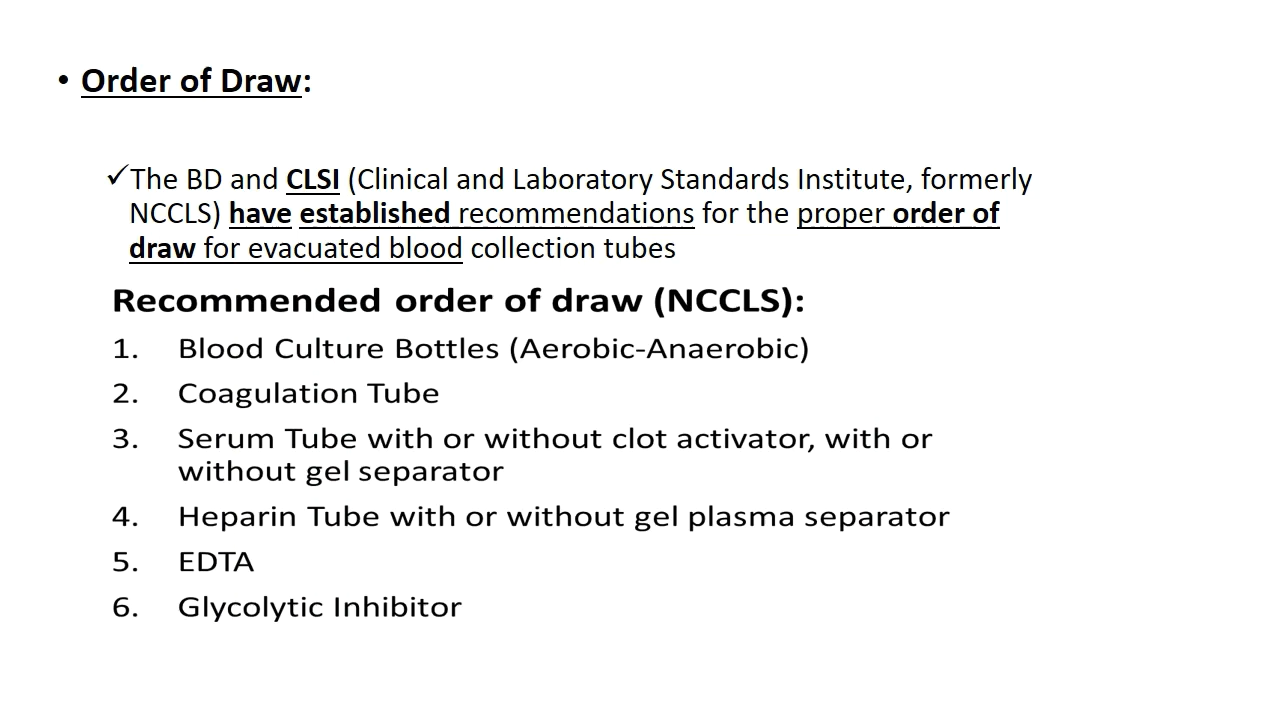 • Order of Draw:
✓The BD and CLSI (Clinical and Laboratory Standards Institute, formerly
NCCLS) have established recommendations for the proper order of
draw for evacuated blood collection tubes
Recommended order of draw (NCCLS):
1. Blood Culture Bottles (Aerobic-Anaerobic)
2. Coagulation Tube
3. Serum Tube with or without clot activator, with or
without gel separator
4. Heparin Tube with or without gel plasma separator
5. EDTA
6. Glycolytic Inhibitor